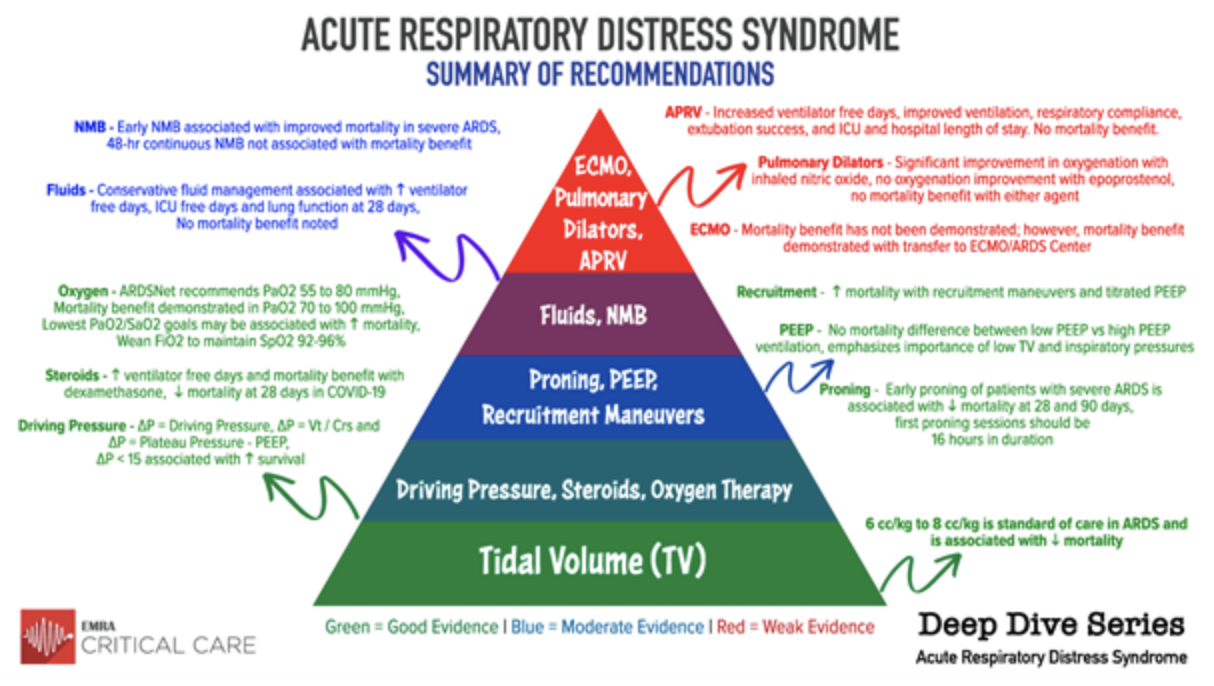 ACUTE RESPIRATORY DISTRESS SYNDROME
SUMMARY OF RECOMMENDATIONS
NMB - Early NMB associated with improved mortality in severe ARDS,
48-hr continuous NMB not associated with mortality benefit
Fluids - Conservative fluid management associated with ↑ ventilator
free days, ICU free days and lung function at 28 days,
No mortality benefit noted
Oxygen - ARDSNet recommends PaO2 55 to 80 mmHg,
Mortality benefit demonstrated in PaO2 70 to 100 mmHg,
Lowest PaO2/SaO2 goals may be associated with ↑ mortality,
Wean FiO2 to maintain SpO2 92-96%
Steroids - ↑ ventilator free days and mortality benefit with
dexamethasone, ↓ mortality at 28 days in COVID-19
Driving Pressure - ΔP = Driving Pressure, ΔP = Vt / Crs and
ΔP = Plateau Pressure - PEEP,
ΔP < 15 associated with ↑ survival
ECMO,
Pulmonary
Dilators,
APRV
Fluids, NMB
Proning, PEEP,
Recruitment Maneuvers
Driving Pressure, Steroids, Oxygen Therapy
Tidal Volume (TV)
APRV - Increased ventilator free days, improved ventilation, respiratory compliance,
extubation success, and ICU and hospital length of stay. No mortality benefit.
Pulmonary Dilators - Significant improvement in oxygenation with
inhaled nitric oxide, no oxygenation improvement with epoprostenol,
no mortality benefit with either agent
ECMO - Mortality benefit has not been demonstrated; however, mortality benefit
demonstrated with transfer to ECMO/ARDS Center
Recruitment - ↑ mortality with recruitment maneuvers and titrated PEEP
PEEP - No mortality difference between low PEEP vs high PEEP
ventilation, emphasizes importance of low TV and inspiratory pressures
Proning - Early proning of patients with severe ARDS is
associated with ↓ mortality at 28 and 90 days,
first proning sessions should be
16 hours in duration
6 cc/kg to 8 cc/kg is standard of care in ARDS and
is associated with ↓ mortality
EMRA
CRITICAL CARE
Green = Good Evidence | Blue = Moderate Evidence | Red = Weak Evidence
Deep Dive Series
Acute Respiratory Distress Syndrome